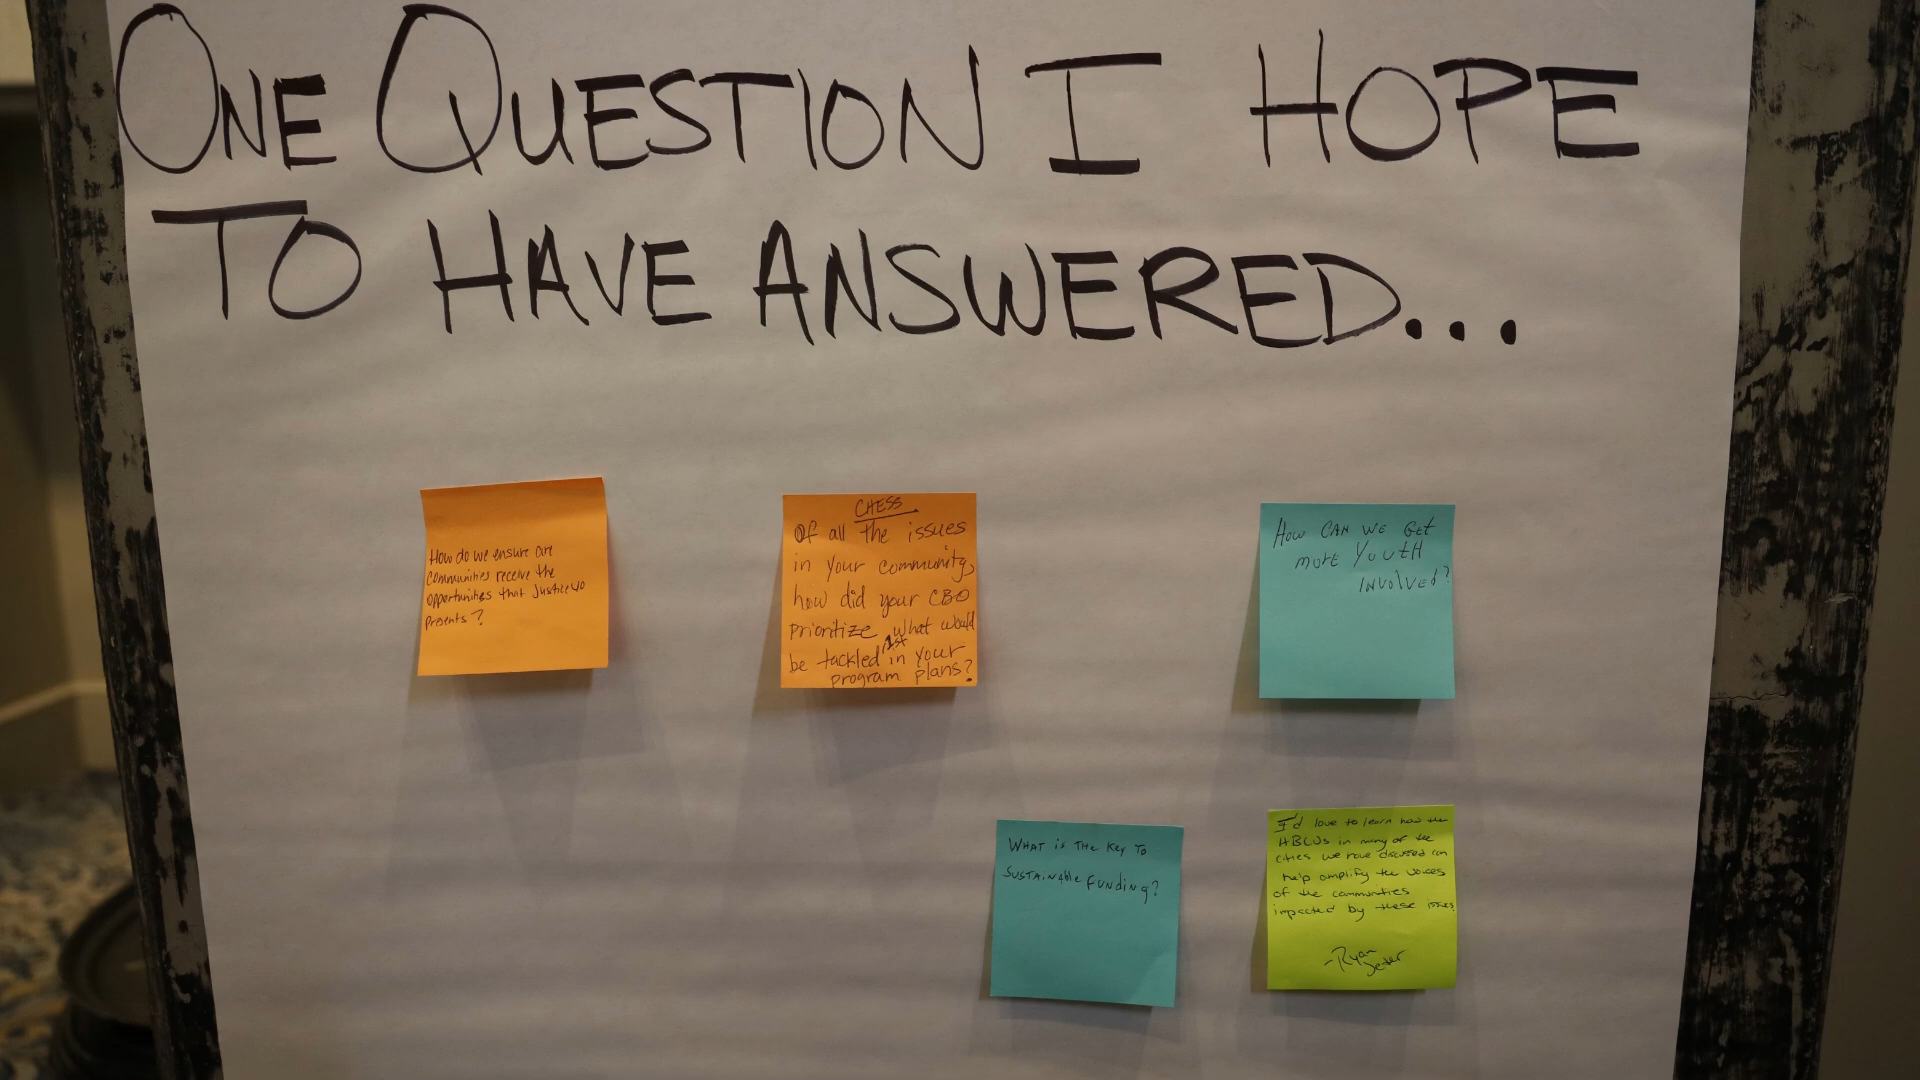 ONE QUESTION I HOPE
TO HAVE ANSWERED...
How do we ensure are
communities receive the
opportunities that Justice40
presents?
CHESS
Of all the issues
in your community,
how did your CBO
prioritize what would
be tackled 1st in your
program plans?
HOW CAN WE GET
MORE YOUTH
INVOLVED?
WHAT is THE KEY TO
SUSTAINABLE FUNDING?
I'd love to learn how the
HBCUs in many of the
cities we have discussed can
help amplify the voices
of the communities
impacted by these issues.
-Ryan
Jeter